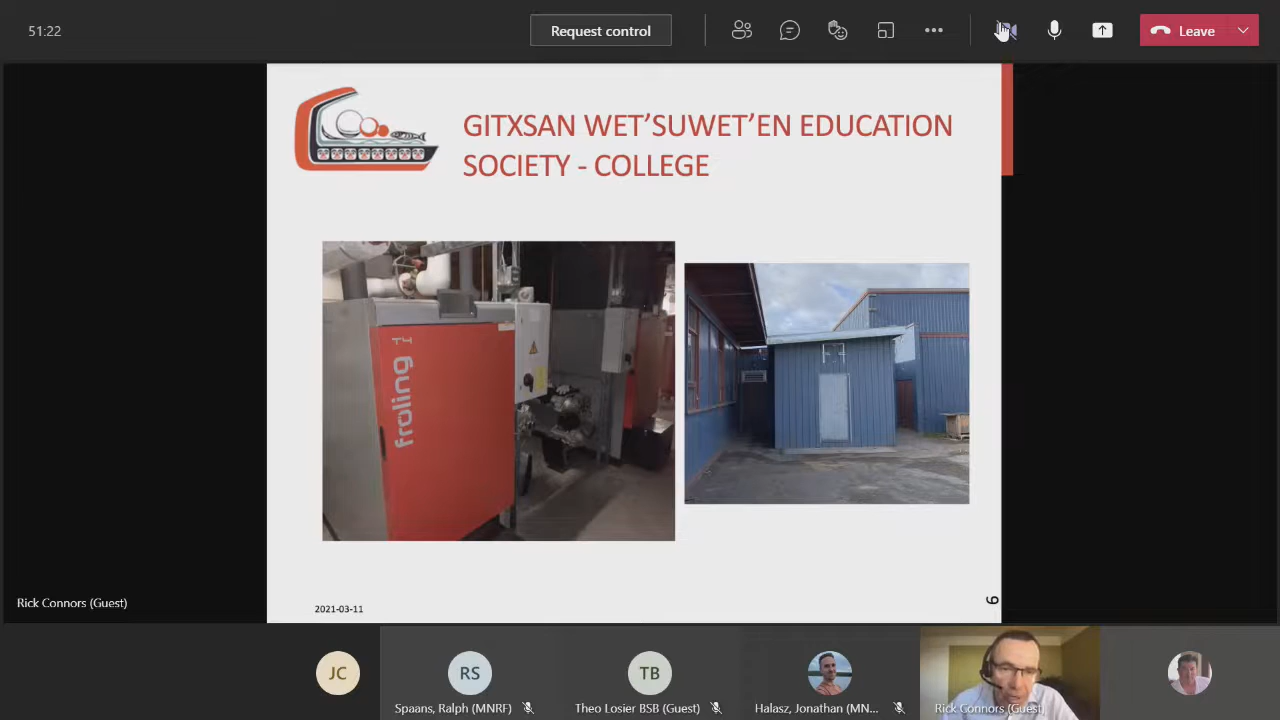 51:22
Request control
Leave
GITXSAN WET’SUWET’EN EDUCATION
SOCIETY - COLLEGE
froling
Rick Connors (Guest)
2021-03-11
9
JC
RS
TB
Spaans, Ralph (MNRF)
Theo Losier BSB (Guest)
Halasz, Jonathan (MN...
Rick Connors (Guest)